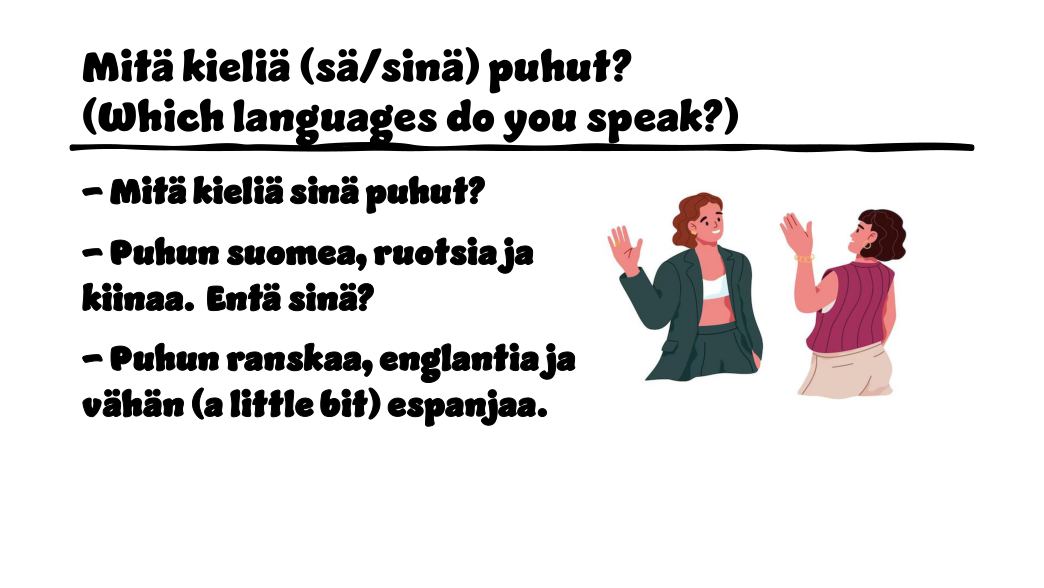 Mitä kieliä (sä/sinä) puhut?
(Which languages do you speak?)
– Mitä kieliä sinä puhut?
– Puhun suomea, ruotsia ja
kiinaa. Entä sinä?
– Puhun ranskaa, englantia ja
vähän (a little bit) espanjaa.